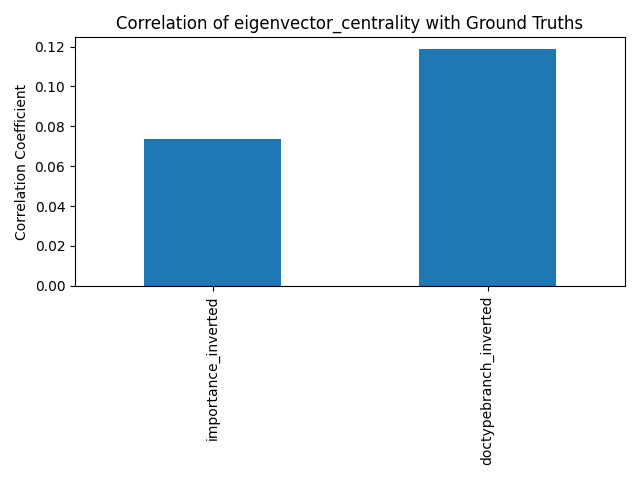 Correlation of eigenvector_centrality with Ground Truths
Correlation Coefficient
0.12
0.10
0.08
0.06
0.04
0.02
0.00
importance_inverted
doctypebranch_inverted